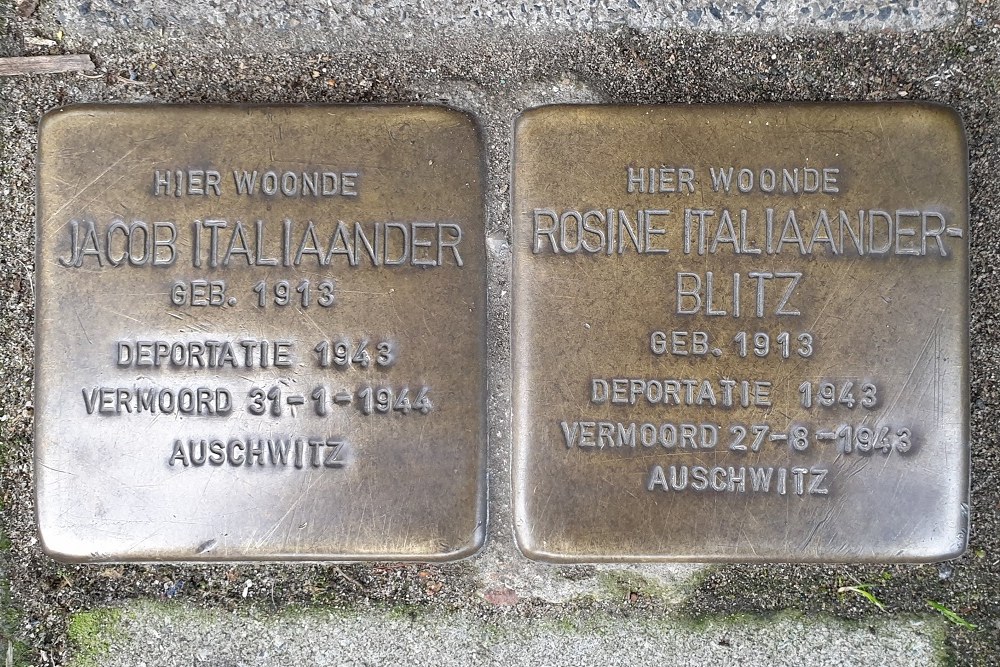 HIER WOONDE
JACOB ITALIAANDER
GEB. 1913
DEPORTATIE 1943
VERMOORD 31-1-1944
AUSCHWITZ
HIER WOONDE
ROSINE ITALIAANDER-
BLITZ
GEB. 1913
DEPORTATIE 1943
VERMOORD 27-8-1943
AUSCHWITZ